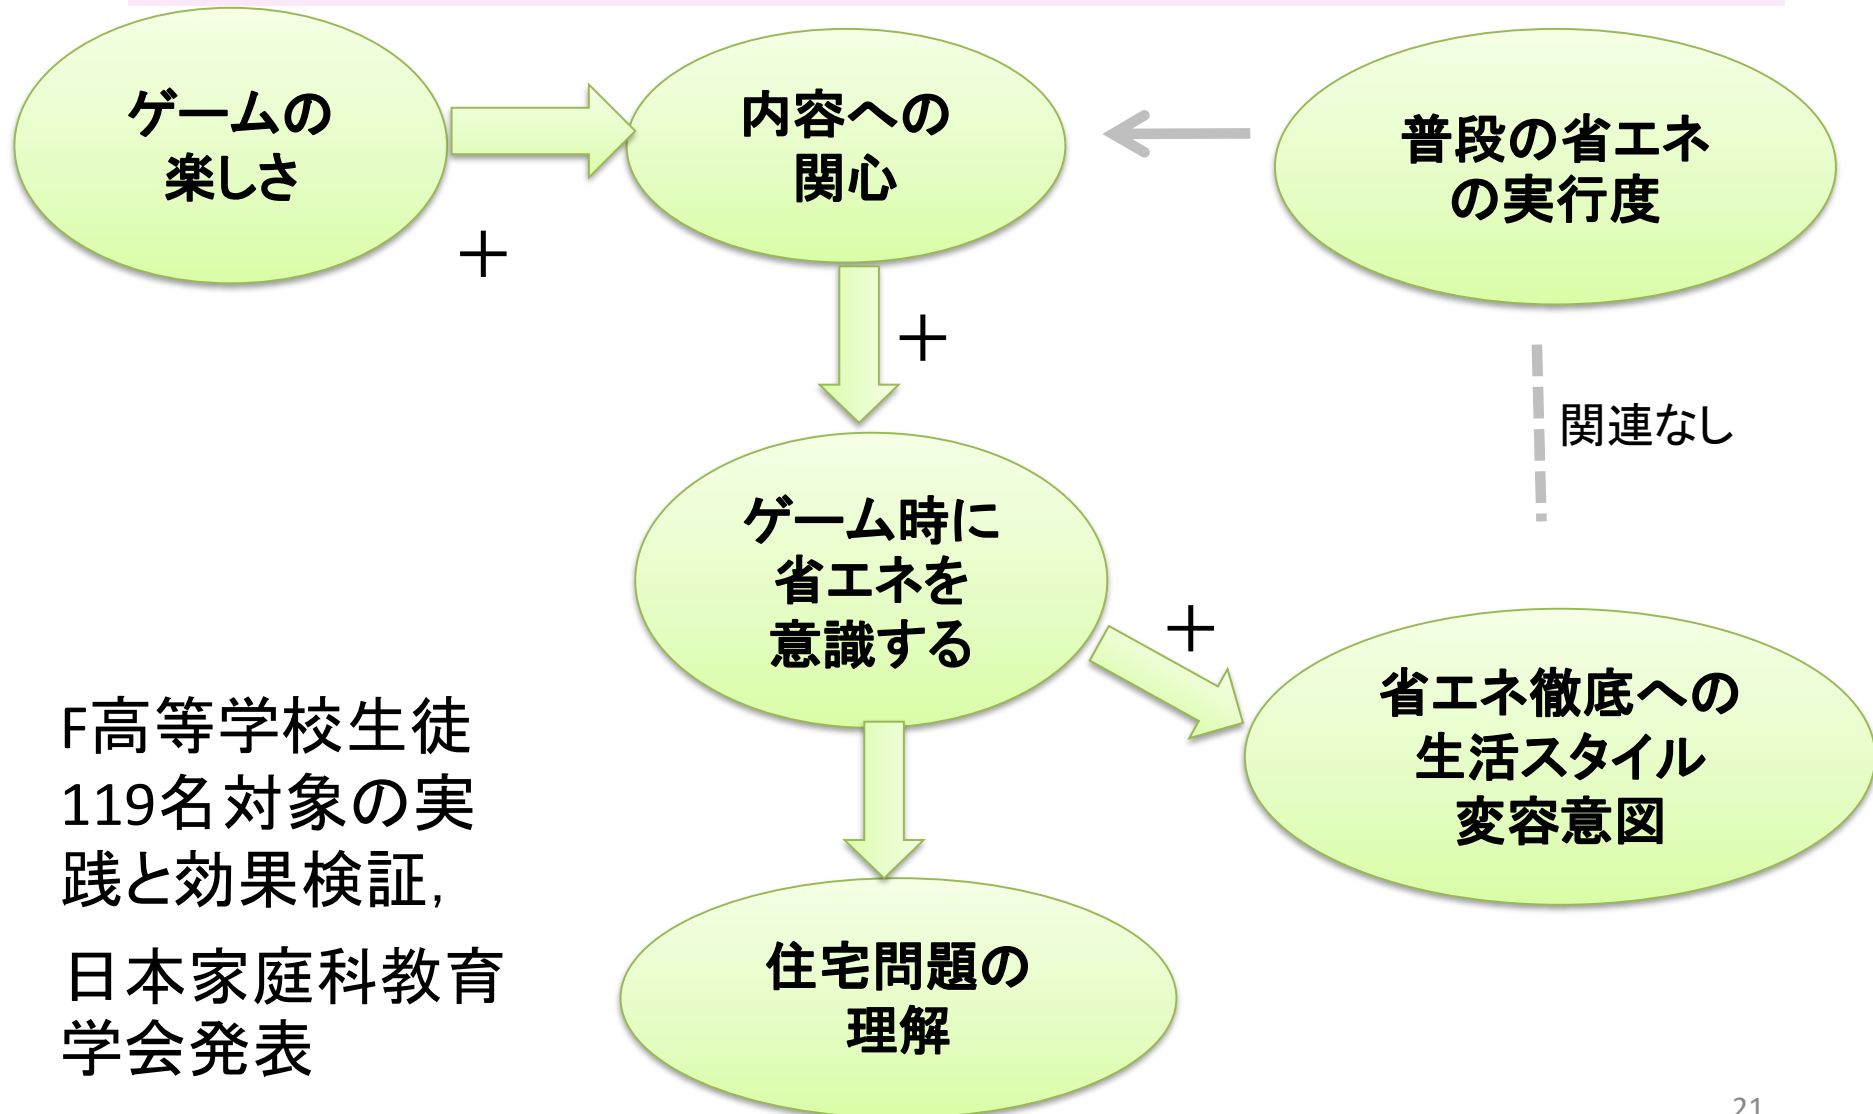 ゲームの
楽しさ
内容への
関心
普段の省エネ
の実行度
＋
＋
関連なし
ゲーム時に
省エネを
意識する
＋
省エネ徹底への
生活スタイル
変容意図
F高等学校生徒
119名対象の実
践と効果検証,
日本家庭科教育
学会発表
住宅問題の
理解
21